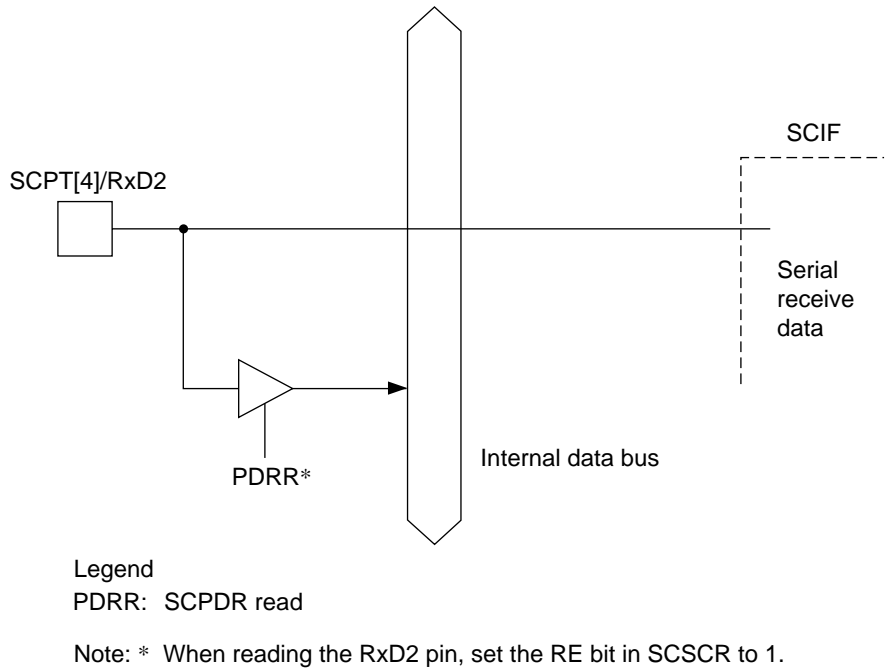 SCIF
SCPT[4]/RxD2
Serial
receive
data
PDRR*
Internal data bus
Legend
PDRR: SCPDR read
Note: * When reading the RxD2 pin, set the RE bit in SCSCR to 1.